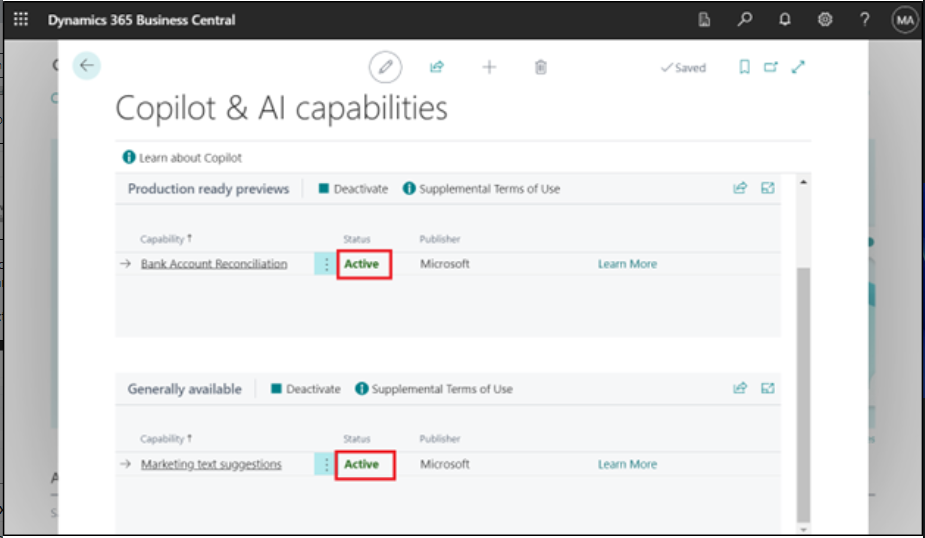 Dynamics 365 Business Central
MA
Saved
Copilot & AI capabilities
Learn about Copilot
Production ready previews Deactivate Supplemental Terms of Use
Capability ↑ Status Publisher
Bank Account Reconciliation Active Microsoft Learn More
Generally available Deactivate Supplemental Terms of Use
Capability ↑ Status Publisher
Marketing text suggestions Active Microsoft Learn More